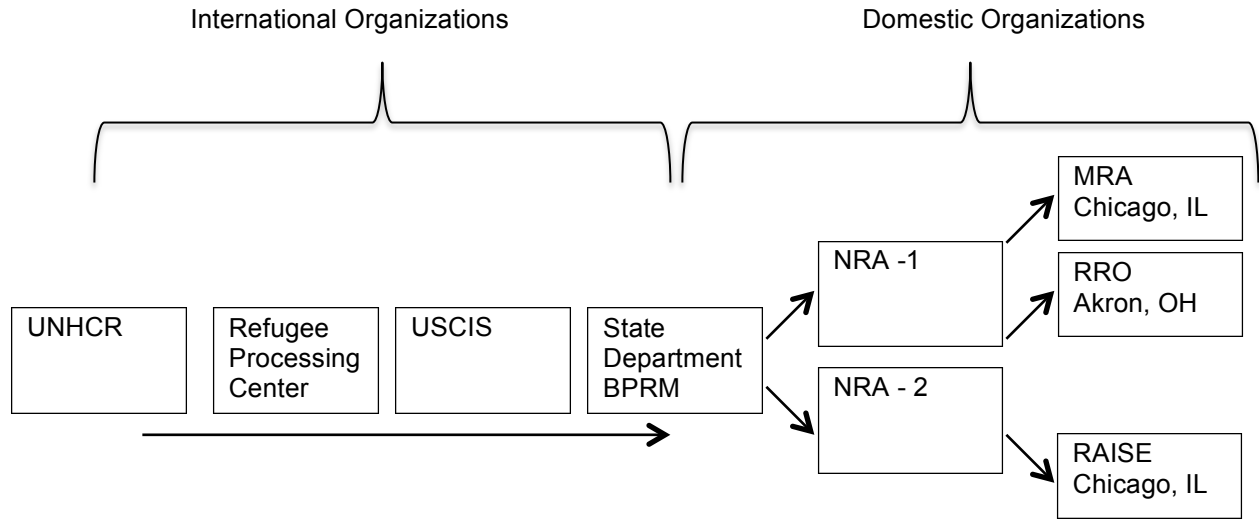 International Organizations
Domestic Organizations
UNHCR
Refugee
Processing
Center
USCIS
State
Department
BPRM
NRA -1
NRA - 2
MRA
Chicago, IL
RRO
Akron, OH
RAISE
Chicago, IL